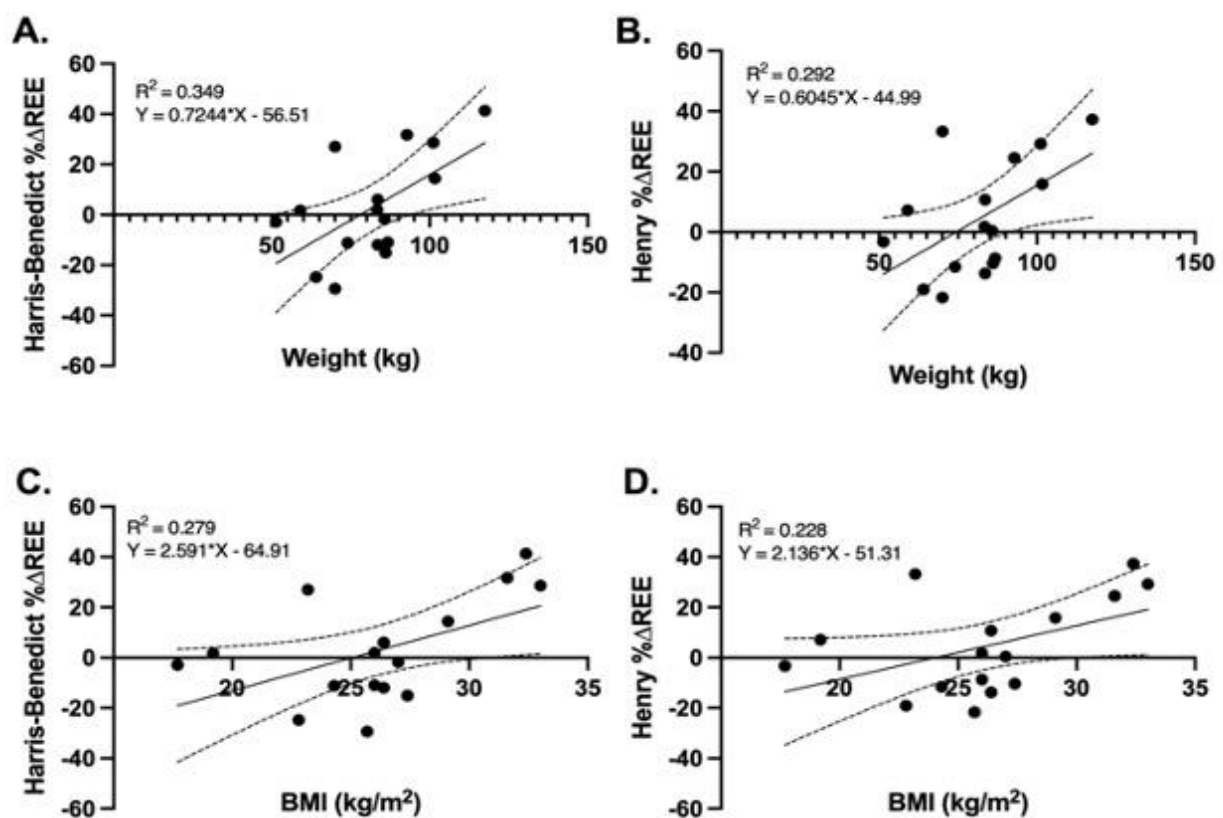 A.
Harris-Benedict %ΔREE
60
40
20
0
-20
-40
-60
R² = 0.349
Y = 0.7244*X - 56.51
50
100
150
Weight (kg)
B.
Henry %ΔREE
60
40
20
0
-20
-40
R² = 0.292
Y = 0.6045*X - 44.99
50
100
150
Weight (kg)
C.
Harris-Benedict %ΔREE
60
40
20
0
-20
-40
-60
R² = 0.279
Y = 2.591*X - 64.91
20
25
30
35
BMI (kg/m²)
D.
Henry %ΔREE
60
40
20
0
-20
-40
-60
R² = 0.228
Y = 2.136*X - 51.31
20
25
30
35
BMI (kg/m²)